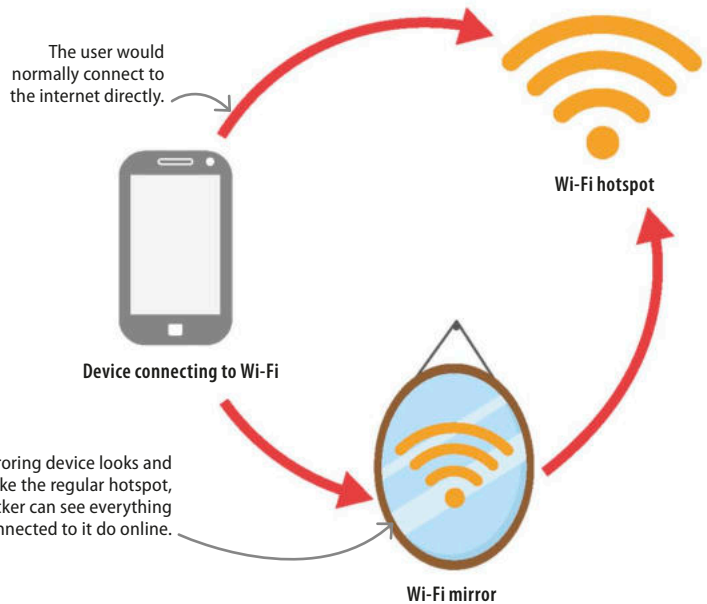 The user would
normally connect to
the internet directly.
Wi-Fi hotspot
Device connecting to Wi-Fi
device looks and
the regular hotspot,
can see everything
to it do online.
Wi-Fi mirror